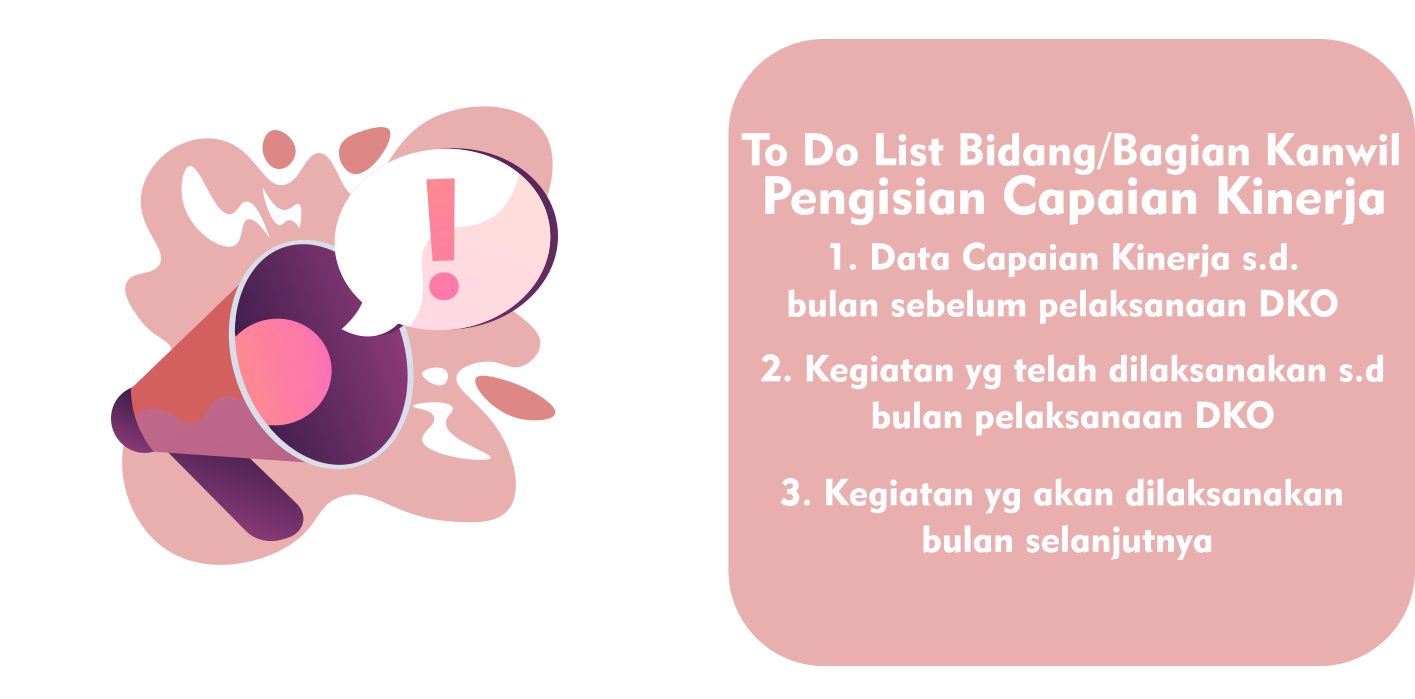 To Do List Bidang/Bagian Kanwil
Pengisian Capaian Kinerja
1. Data Capaian Kinerja s.d.
bulan sebelum pelaksanaan DKO
2. Kegiatan yg telah dilaksanakan s.d
bulan pelaksanaan DKO
3. Kegiatan yg akan dilaksanakan
bulan selanjutnya
!